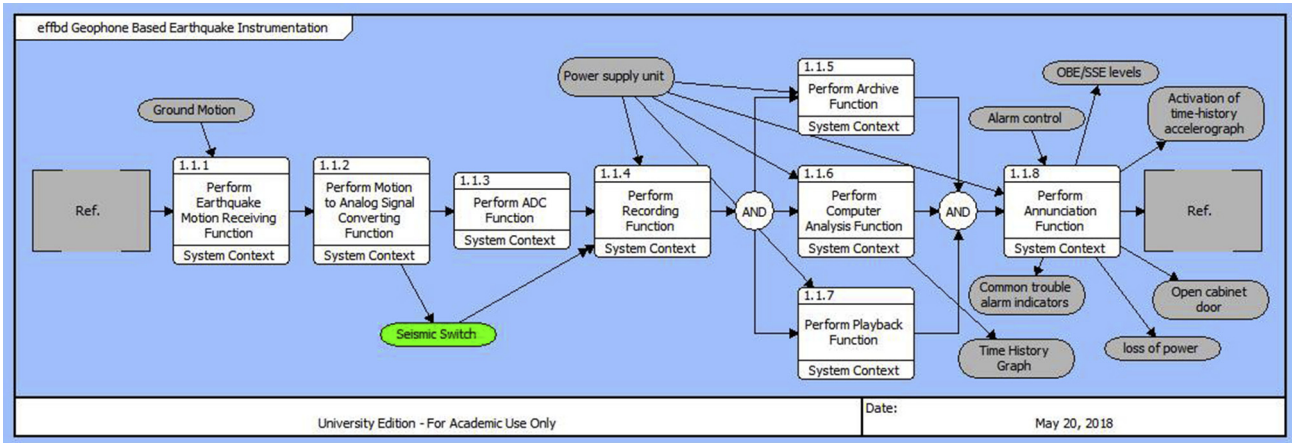 effbd Geophone Based Earthquake Instrumentation
Ground Motion
Ref.
1.1.1
Perform
Earthquake
Motion Receiving
Function
System Context
1.1.2
Perform Motion
to Analog Signal
Converting
Function
System Context
Seismic Switch
1.1.3
Perform ADC
Function
System Context
Power supply unit
1.1.4
Perform
Recording
Function
System Context
AND
1.1.5
Perform Archive
Function
System Context
1.1.6
Perform
Computer
Analysis Function
System Context
1.1.7
Perform Playback
Function
System Context
AND
Time History
Graph
OBE/SSE levels
Alarm control
Activation of
time-history
accelerograph
1.1.8
Perform
Annunciation
Function
System Context
Ref.
Common trouble
alarm indicators
Open cabinet
door
loss of power
University Edition - For Academic Use Only
Date:
May 20, 2018